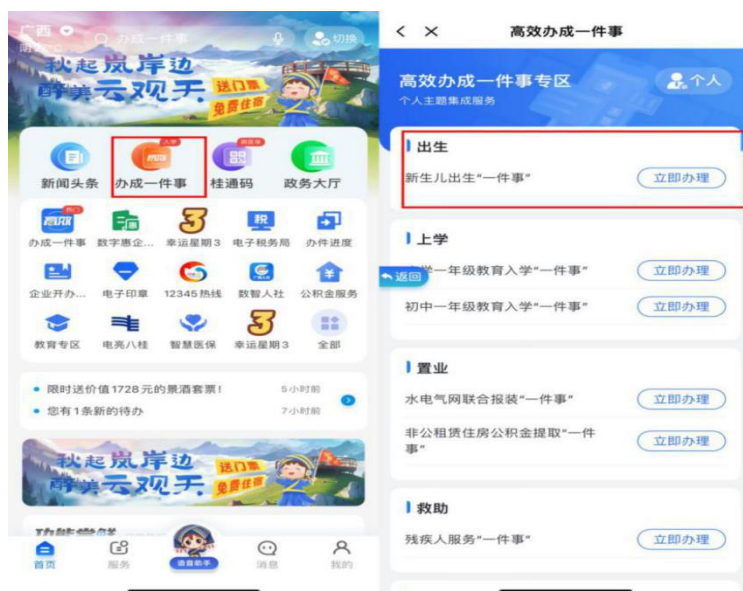 广西
办成一件事
切换
秋起岚岸边
醉美云观天
送门票
免费住宿
入学
新闻头条
办成一件事
桂通码
政务大厅
热门
高效
办成一件事
数字惠企...
幸运星期3
电子税务局
办件进度
企业开办...
电子印章
12345热线
数智人社
公积金服务
教育专区
电亮八桂
智慧医保
幸运星期3
全部
限时送价值1728元的景酒套票！
5小时前
您有1条新的待办
7小时前
秋起岚岸边
醉美云观天
送门票
免费住宿
首页
服务
语音助手
消息
我的
高效办成一件事
高效办成一件事专区
个人
个人主题集成服务
出生
新生儿出生“一件事”
立即办理
上学
返回
学一年级教育入学“一件事”
立即办理
初中一年级教育入学“一件事”
立即办理
置业
水电气网联合报装“一件事”
立即办理
非公租赁住房公积金提取“一件
事”
立即办理
救助
残疾人服务“一件事”
立即办理